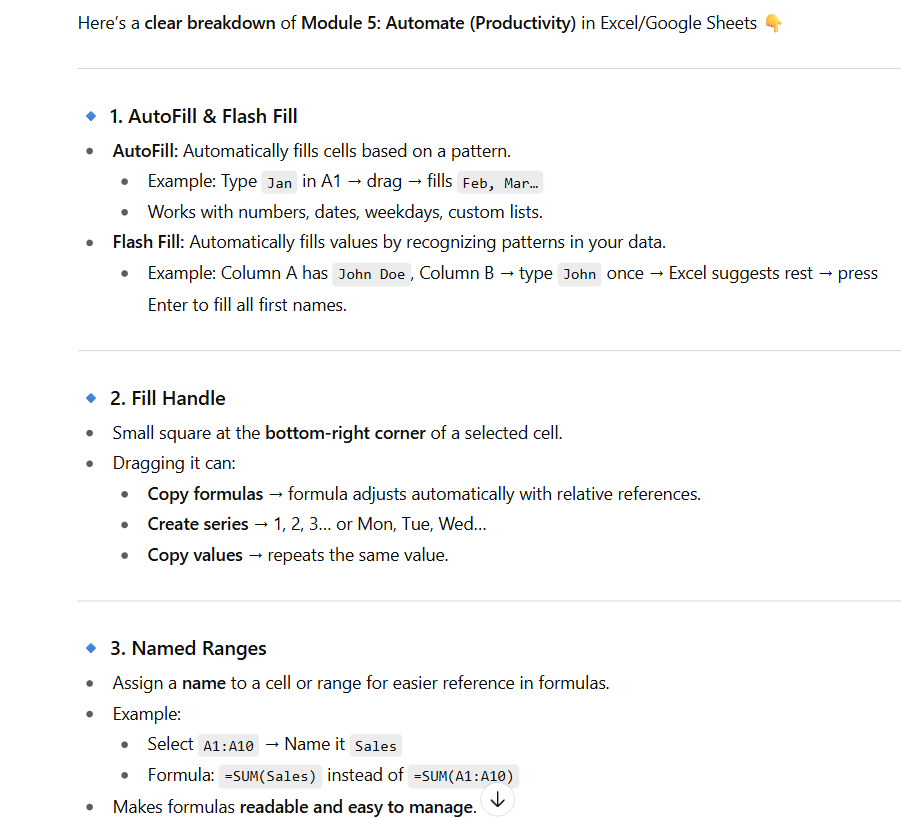 Here's a clear breakdown of Module 5: Automate (Productivity) in Excel/Google Sheets 👇
🔹 1. AutoFill & Flash Fill
• AutoFill: Automatically fills cells based on a pattern.
• Example: Type Jan in A1 → drag → fills Feb, Mar…
• Works with numbers, dates, weekdays, custom lists.
• Flash Fill: Automatically fills values by recognizing patterns in your data.
• Example: Column A has John Doe, Column B → type John once → Excel suggests rest → press
Enter to fill all first names.
🔹 2. Fill Handle
• Small square at the bottom-right corner of a selected cell.
• Dragging it can:
• Copy formulas → formula adjusts automatically with relative references.
• Create series → 1, 2, 3… or Mon, Tue, Wed…
• Copy values → repeats the same value.
🔹 3. Named Ranges
• Assign a name to a cell or range for easier reference in formulas.
• Example:
• Select A1:A10 → Name it Sales
• Formula: =SUM(Sales) instead of =SUM(A1:A10)
• Makes formulas readable and easy to manage.